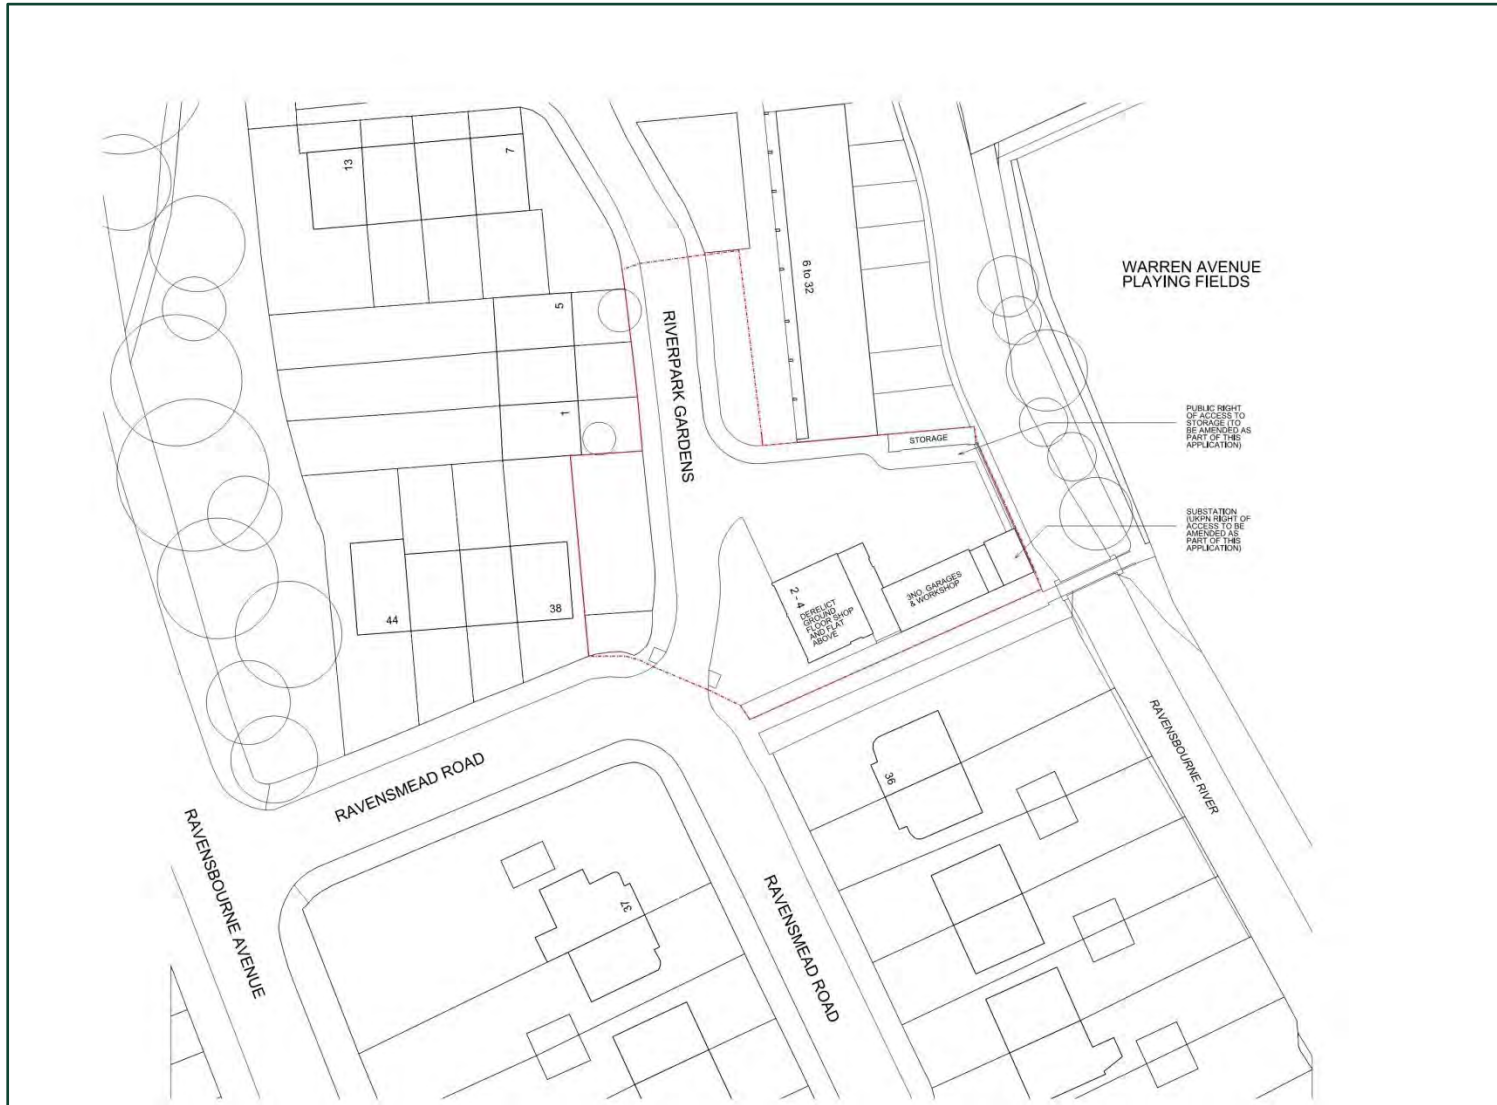 13
7
WARREN AVENUE
PLAYING FIELDS
6 to 32
5
RIVERPARK GARDENS
1
PUBLIC RIGHT
OF ACCESS TO
STORAGE (TO
BE AMENDED AS
PART OF THIS
APPLICATION)
STORAGE
SUBSTATION
(UKPN RIGHT OF
ACCESS TO BE
AMENDED AS
PART OF THIS
APPLICATION)
2 - 4
DERELICT
GROUND
FLOOR SHOP
AND FLAT
ABOVE
3NO. GARAGES
& WORKSHOP
44
38
RAVENSMEAD ROAD
RAVENSBOURNE AVENUE
36
RAVENSBOURNE RIVER
37
RAVENSMEAD ROAD